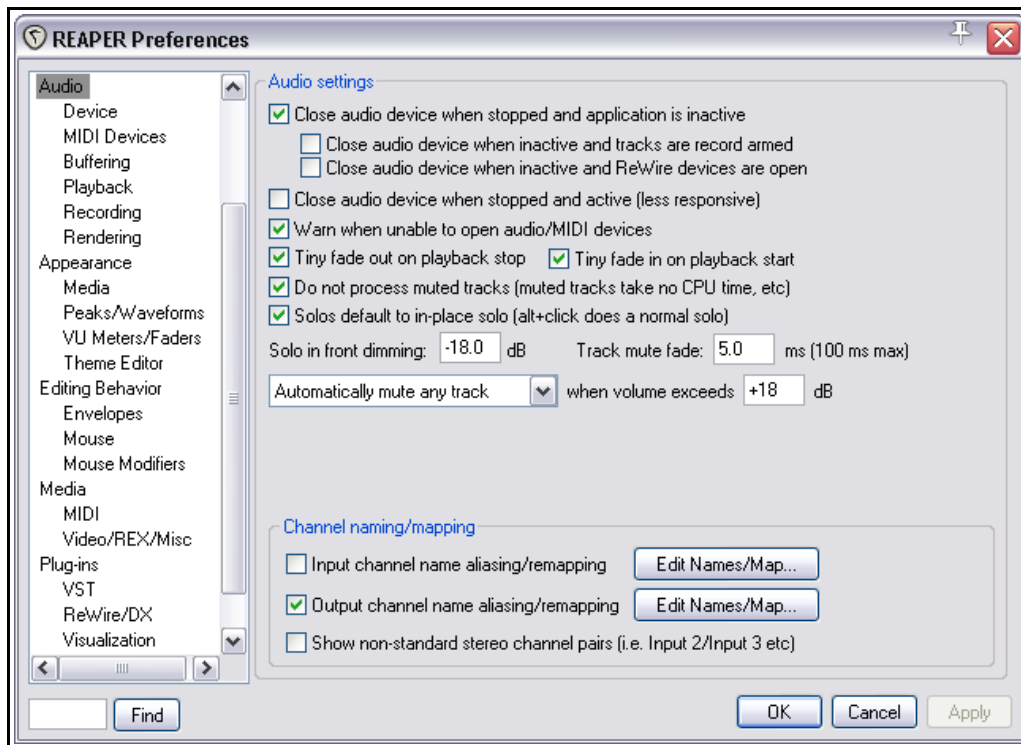 REAPER Preferences
Audio
Device
MIDI Devices
Buffering
Playback
Recording
Rendering
Appearance
Media
Peaks/Waveforms
VU Meters/Faders
Theme Editor
Editing Behavior
Envelopes
Mouse
Mouse Modifiers
Media
MIDI
Video/REX/Misc
Plug-ins
VST
ReWire/DX
Visualization
Find
Audio settings
Close audio device when stopped and application is inactive
Close audio device when inactive and tracks are record armed
Close audio device when inactive and ReWire devices are open
Close audio device when stopped and active (less responsive)
Warn when unable to open audio/MIDI devices
Tiny fade out on playback stop Tiny fade in on playback start
Do not process muted tracks (muted tracks take no CPU time, etc)
Solos default to in-place solo (alt+click does a normal solo)
Solo in front dimming: -18.0 dB Track mute fade: 5.0 ms (100 ms max)
Automatically mute any track when volume exceeds +18 dB
Channel naming/mapping
Input channel name aliasing/remapping Edit Names/Map...
Output channel name aliasing/remapping Edit Names/Map...
Show non-standard stereo channel pairs (i.e. Input 2/Input 3 etc)
OK Cancel Apply